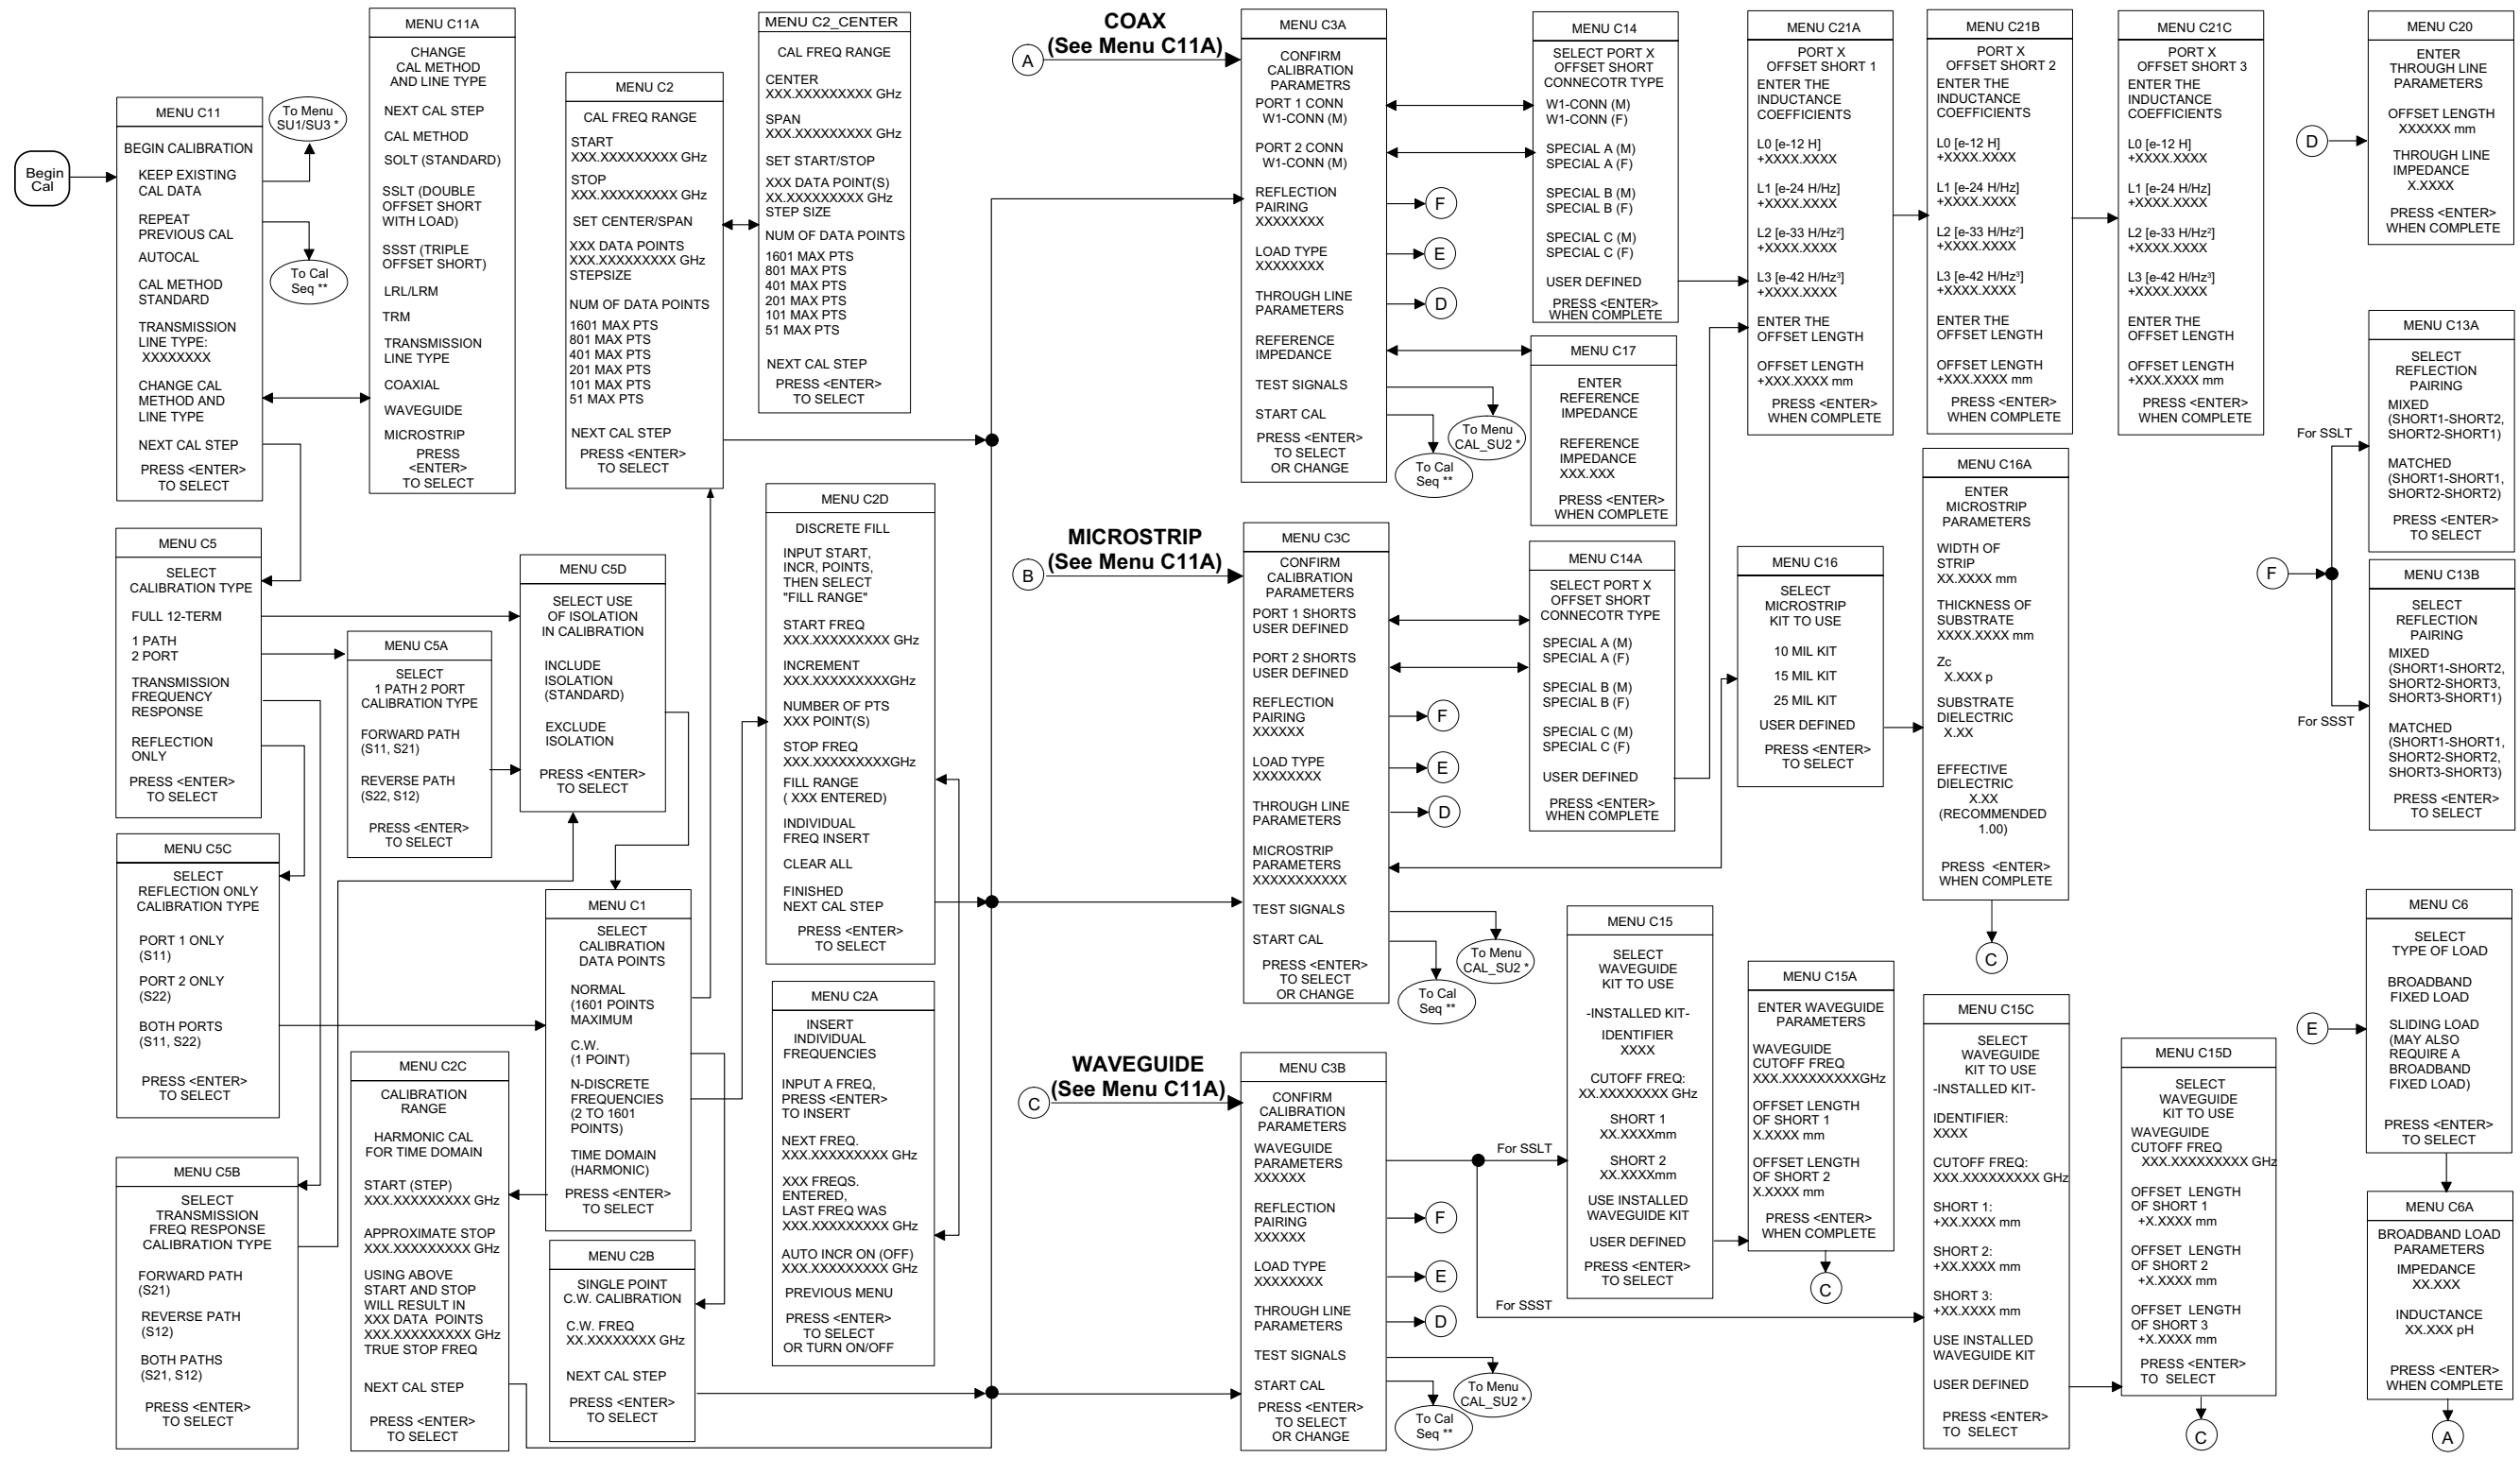 Begin
Cal
MENU C11
BEGIN CALIBRATION
KEEP EXISTING
CAL DATA
REPEAT
PREVIOUS CAL
AUTOCAL
CAL METHOD
STANDARD
TRANSMISSION
LINE TYPE:
XXXXXXXX
CHANGE CAL
METHOD AND
LINE TYPE
NEXT CAL STEP
PRESS <ENTER>
TO SELECT
To Menu
SU1/SU3 *
To Cal
Seq **
MENU C11A
CHANGE
CAL METHOD
AND LINE TYPE
NEXT CAL STEP
CAL METHOD
SOLT (STANDARD)
SSLT (DOUBLE
OFFSET SHORT
WITH LOAD)
SSST (TRIPLE
OFFSET SHORT)
LRL/LRM
TRM
TRANSMISSION
LINE TYPE
COAXIAL
WAVEGUIDE
MICROSTRIP
PRESS
<ENTER>
TO SELECT
MENU C2
CAL FREQ RANGE
START
XXX.XXXXXXXXX GHz
STOP
XXX.XXXXXXXXX GHz
SET CENTER/SPAN
XXX DATA POINTS
XXX.XXXXXXXXX GHz
STEPSIZE
NUM OF DATA POINTS
1601 MAX PTS
801 MAX PTS
401 MAX PTS
201 MAX PTS
101 MAX PTS
51 MAX PTS
NEXT CAL STEP
PRESS <ENTER>
TO SELECT
MENU C2_CENTER
CAL FREQ RANGE
CENTER
XXX.XXXXXXXXX GHz
SPAN
XXX.XXXXXXXXX GHz
SET START/STOP
XXX DATA POINT(S)
XX.XXXXXXXXX GHz
STEP SIZE
NUM OF DATA POINTS
1601 MAX PTS
801 MAX PTS
401 MAX PTS
201 MAX PTS
101 MAX PTS
51 MAX PTS
NEXT CAL STEP
PRESS <ENTER>
TO SELECT
MENU C5
SELECT
CALIBRATION TYPE
FULL 12-TERM
1 PATH
2 PORT
TRANSMISSION
FREQUENCY
RESPONSE
REFLECTION
ONLY
PRESS <ENTER>
TO SELECT
MENU C5A
SELECT
1 PATH 2 PORT
CALIBRATION TYPE
FORWARD PATH
(S11, S21)
REVERSE PATH
(S22, S12)
PRESS <ENTER>
TO SELECT
MENU C5D
SELECT USE
OF ISOLATION
IN CALIBRATION
INCLUDE
ISOLATION
(STANDARD)
EXCLUDE
ISOLATION
PRESS <ENTER>
TO SELECT
MENU C5C
SELECT
REFLECTION ONLY
CALIBRATION TYPE
PORT 1 ONLY
(S11)
PORT 2 ONLY
(S22)
BOTH PORTS
(S11, S22)
PRESS <ENTER>
TO SELECT
MENU C5B
SELECT
TRANSMISSION
FREQ RESPONSE
CALIBRATION TYPE
FORWARD PATH
(S21)
REVERSE PATH
(S12)
BOTH PATHS
(S21, S12)
PRESS <ENTER>
TO SELECT
MENU C2C
CALIBRATION
RANGE
HARMONIC CAL
FOR TIME DOMAIN
START (STEP)
XXX.XXXXXXXXX GHz
APPROXIMATE STOP
XXX.XXXXXXXXX GHz
USING ABOVE
START AND STOP
WILL RESULT IN
XXX DATA POINTS
XXX.XXXXXXXXX GHz
TRUE STOP FREQ
NEXT CAL STEP
PRESS <ENTER>
TO SELECT
MENU C1
SELECT
CALIBRATION
DATA POINTS
NORMAL
(1601 POINTS
MAXIMUM
C.W.
(1 POINT)
N-DISCRETE
FREQUENCIES
(2 TO 1601
POINTS)
TIME DOMAIN
(HARMONIC)
PRESS <ENTER>
TO SELECT
MENU C2B
SINGLE POINT
C.W. CALIBRATION
C.W. FREQ
XX.XXXXXXXX GHz
NEXT CAL STEP
PRESS <ENTER>
TO SELECT
MENU C2D
DISCRETE FILL
INPUT START,
INCR, POINTS,
THEN SELECT
"FILL RANGE"
START FREQ
XXX.XXXXXXXXX GHz
INCREMENT
XXX.XXXXXXXXXGHz
NUMBER OF PTS
XXX POINT(S)
STOP FREQ
XXX.XXXXXXXXXGHz
FILL RANGE
( XXX ENTERED)
INDIVIDUAL
FREQ INSERT
CLEAR ALL
FINISHED
NEXT CAL STEP
PRESS <ENTER>
TO SELECT
MENU C2A
INSERT
INDIVIDUAL
FREQUENCIES
INPUT A FREQ,
PRESS <ENTER>
TO INSERT
NEXT FREQ.
XXX.XXXXXXXXX GHz
XXX FREQS.
ENTERED,
LAST FREQ WAS
XXX.XXXXXXXXX GHz
AUTO INCR ON (OFF)
XXX.XXXXXXXXX GHz
PREVIOUS MENU
PRESS <ENTER>
TO SELECT
OR TURN ON/OFF
COAX
(See Menu C11A)
A
MENU C3A
CONFIRM
CALIBRATION
PARAMETRS
PORT 1 CONN
W1-CONN (M)
PORT 2 CONN
W1-CONN (M)
REFLECTION
PAIRING
XXXXXXXX
LOAD TYPE
XXXXXXXX
THROUGH LINE
PARAMETERS
REFERENCE
IMPEDANCE
TEST SIGNALS
START CAL
PRESS <ENTER>
TO SELECT
OR CHANGE
F
E
D
To Menu
CAL_SU2 *
To Cal
Seq **
MENU C14
SELECT PORT X
OFFSET SHORT
CONNECOTR TYPE
W1-CONN (M)
W1-CONN (F)
SPECIAL A (M)
SPECIAL A (F)
SPECIAL B (M)
SPECIAL B (F)
SPECIAL C (M)
SPECIAL C (F)
USER DEFINED
PRESS <ENTER>
WHEN COMPLETE
MENU C17
ENTER
REFERENCE
IMPEDANCE
REFERENCE
IMPEDANCE
XXX.XXX
PRESS <ENTER>
WHEN COMPLETE
MENU C21A
PORT X
OFFSET SHORT 1
ENTER THE
INDUCTANCE
COEFFICIENTS
L0 [e-12 H]
+XXXX.XXXX
L1 [e-24 H/Hz]
+XXXX.XXXX
L2 [e-33 H/Hz²]
+XXXX.XXXX
L3 [e-42 H/Hz³]
+XXXX.XXXX
ENTER THE
OFFSET LENGTH
OFFSET LENGTH
+XXX.XXXX mm
PRESS <ENTER>
WHEN COMPLETE
MENU C21B
PORT X
OFFSET SHORT 2
ENTER THE
INDUCTANCE
COEFFICIENTS
L0 [e-12 H]
+XXXX.XXXX
L1 [e-24 H/Hz]
+XXXX.XXXX
L2 [e-33 H/Hz²]
+XXXX.XXXX
L3 [e-42 H/Hz³]
+XXXX.XXXX
ENTER THE
OFFSET LENGTH
OFFSET LENGTH
+XXX.XXXX mm
PRESS <ENTER>
WHEN COMPLETE
MENU C21C
PORT X
OFFSET SHORT 3
ENTER THE
INDUCTANCE
COEFFICIENTS
L0 [e-12 H]
+XXXX.XXXX
L1 [e-24 H/Hz]
+XXXX.XXXX
L2 [e-33 H/Hz²]
+XXXX.XXXX
L3 [e-42 H/Hz³]
+XXXX.XXXX
ENTER THE
OFFSET LENGTH
OFFSET LENGTH
+XXX.XXXX mm
PRESS <ENTER>
WHEN COMPLETE
D
MENU C20
ENTER
THROUGH LINE
PARAMETERS
OFFSET LENGTH
XXXXXX mm
THROUGH LINE
IMPEDANCE
X.XXXX
PRESS <ENTER>
WHEN COMPLETE
MICROSTRIP
(See Menu C11A)
B
MENU C3C
CONFIRM
CALIBRATION
PARAMETERS
PORT 1 SHORTS
USER DEFINED
PORT 2 SHORTS
USER DEFINED
REFLECTION
PAIRING
XXXXXX
LOAD TYPE
XXXXXXXX
THROUGH LINE
PARAMETERS
MICROSTRIP
PARAMETERS
XXXXXXXXXXX
TEST SIGNALS
START CAL
PRESS <ENTER>
TO SELECT
OR CHANGE
F
E
D
To Menu
CAL_SU2 *
To Cal
Seq **
MENU C14A
SELECT PORT X
OFFSET SHORT
CONNECOTR TYPE
SPECIAL A (M)
SPECIAL A (F)
SPECIAL B (M)
SPECIAL B (F)
SPECIAL C (M)
SPECIAL C (F)
USER DEFINED
PRESS <ENTER>
WHEN COMPLETE
MENU C16
SELECT
MICROSTRIP
KIT TO USE
10 MIL KIT
15 MIL KIT
25 MIL KIT
USER DEFINED
PRESS <ENTER>
TO SELECT
MENU C16A
ENTER
MICROSTRIP
PARAMETERS
WIDTH OF
STRIP
XX.XXXX mm
THICKNESS OF
SUBSTRATE
XXXX.XXXX mm
Zc
X.XXX p
SUBSTRATE
DIELECTRIC
X.XX
EFFECTIVE
DIELECTRIC
X.XX
(RECOMMENDED
1.00)
PRESS <ENTER>
WHEN COMPLETE
C
F
For SSLT
For SSST
MENU C13A
SELECT
REFLECTION
PAIRING
MIXED
(SHORT1-SHORT2,
SHORT2-SHORT1)
MATCHED
(SHORT1-SHORT1,
SHORT2-SHORT2)
PRESS <ENTER>
TO SELECT
MENU C13B
SELECT
REFLECTION
PAIRING
MIXED
(SHORT1-SHORT2,
SHORT2-SHORT3,
SHORT3-SHORT1)
MATCHED
(SHORT1-SHORT1,
SHORT2-SHORT2,
SHORT3-SHORT3)
PRESS <ENTER>
TO SELECT
WAVEGUIDE
(See Menu C11A)
C
MENU C3B
CONFIRM
CALIBRATION
PARAMETERS
WAVEGUIDE
PARAMETERS
XXXXXX
REFLECTION
PAIRING
XXXXXX
LOAD TYPE
XXXXXXXX
THROUGH LINE
PARAMETERS
TEST SIGNALS
START CAL
PRESS <ENTER>
TO SELECT
OR CHANGE
For SSLT
For SSST
F
E
D
To Menu
CAL_SU2 *
To Cal
Seq **
MENU C15
SELECT
WAVEGUIDE
KIT TO USE
-INSTALLED KIT-
IDENTIFIER
XXXX
CUTOFF FREQ:
XX.XXXXXXXX GHz
SHORT 1
XX.XXXXmm
SHORT 2
XX.XXXXmm
USE INSTALLED
WAVEGUIDE KIT
USER DEFINED
PRESS <ENTER>
TO SELECT
MENU C15A
ENTER WAVEGUIDE
PARAMETERS
WAVEGUIDE
CUTOFF FREQ
XXX.XXXXXXXXXGHz
OFFSET LENGTH
OF SHORT 1
X.XXXX mm
OFFSET LENGTH
OF SHORT 2
X.XXXX mm
PRESS <ENTER>
WHEN COMPLETE
C
MENU C15C
SELECT
WAVEGUIDE
KIT TO USE
-INSTALLED KIT-
IDENTIFIER:
XXXX
CUTOFF FREQ:
XXX.XXXXXXXXX GHz
SHORT 1:
+XX.XXXX mm
SHORT 2:
+XX.XXXX mm
SHORT 3:
+XX.XXXX mm
USE INSTALLED
WAVEGUIDE KIT
USER DEFINED
PRESS <ENTER>
TO SELECT
MENU C15D
SELECT
WAVEGUIDE
KIT TO USE
WAVEGUIDE
CUTOFF FREQ
XXX.XXXXXXXXX GHz
OFFSET LENGTH
OF SHORT 1
+X.XXXX mm
OFFSET LENGTH
OF SHORT 2
+X.XXXX mm
OFFSET LENGTH
OF SHORT 3
+X.XXXX mm
PRESS <ENTER>
TO SELECT
C
E
MENU C6
SELECT
TYPE OF LOAD
BROADBAND
FIXED LOAD
SLIDING LOAD
(MAY ALSO
REQUIRE A
BROADBAND
FIXED LOAD)
PRESS <ENTER>
TO SELECT
MENU C6A
BROADBAND LOAD
PARAMETERS
IMPEDANCE
XX.XXX
INDUCTANCE
XX.XXX pH
PRESS <ENTER>
WHEN COMPLETE
A